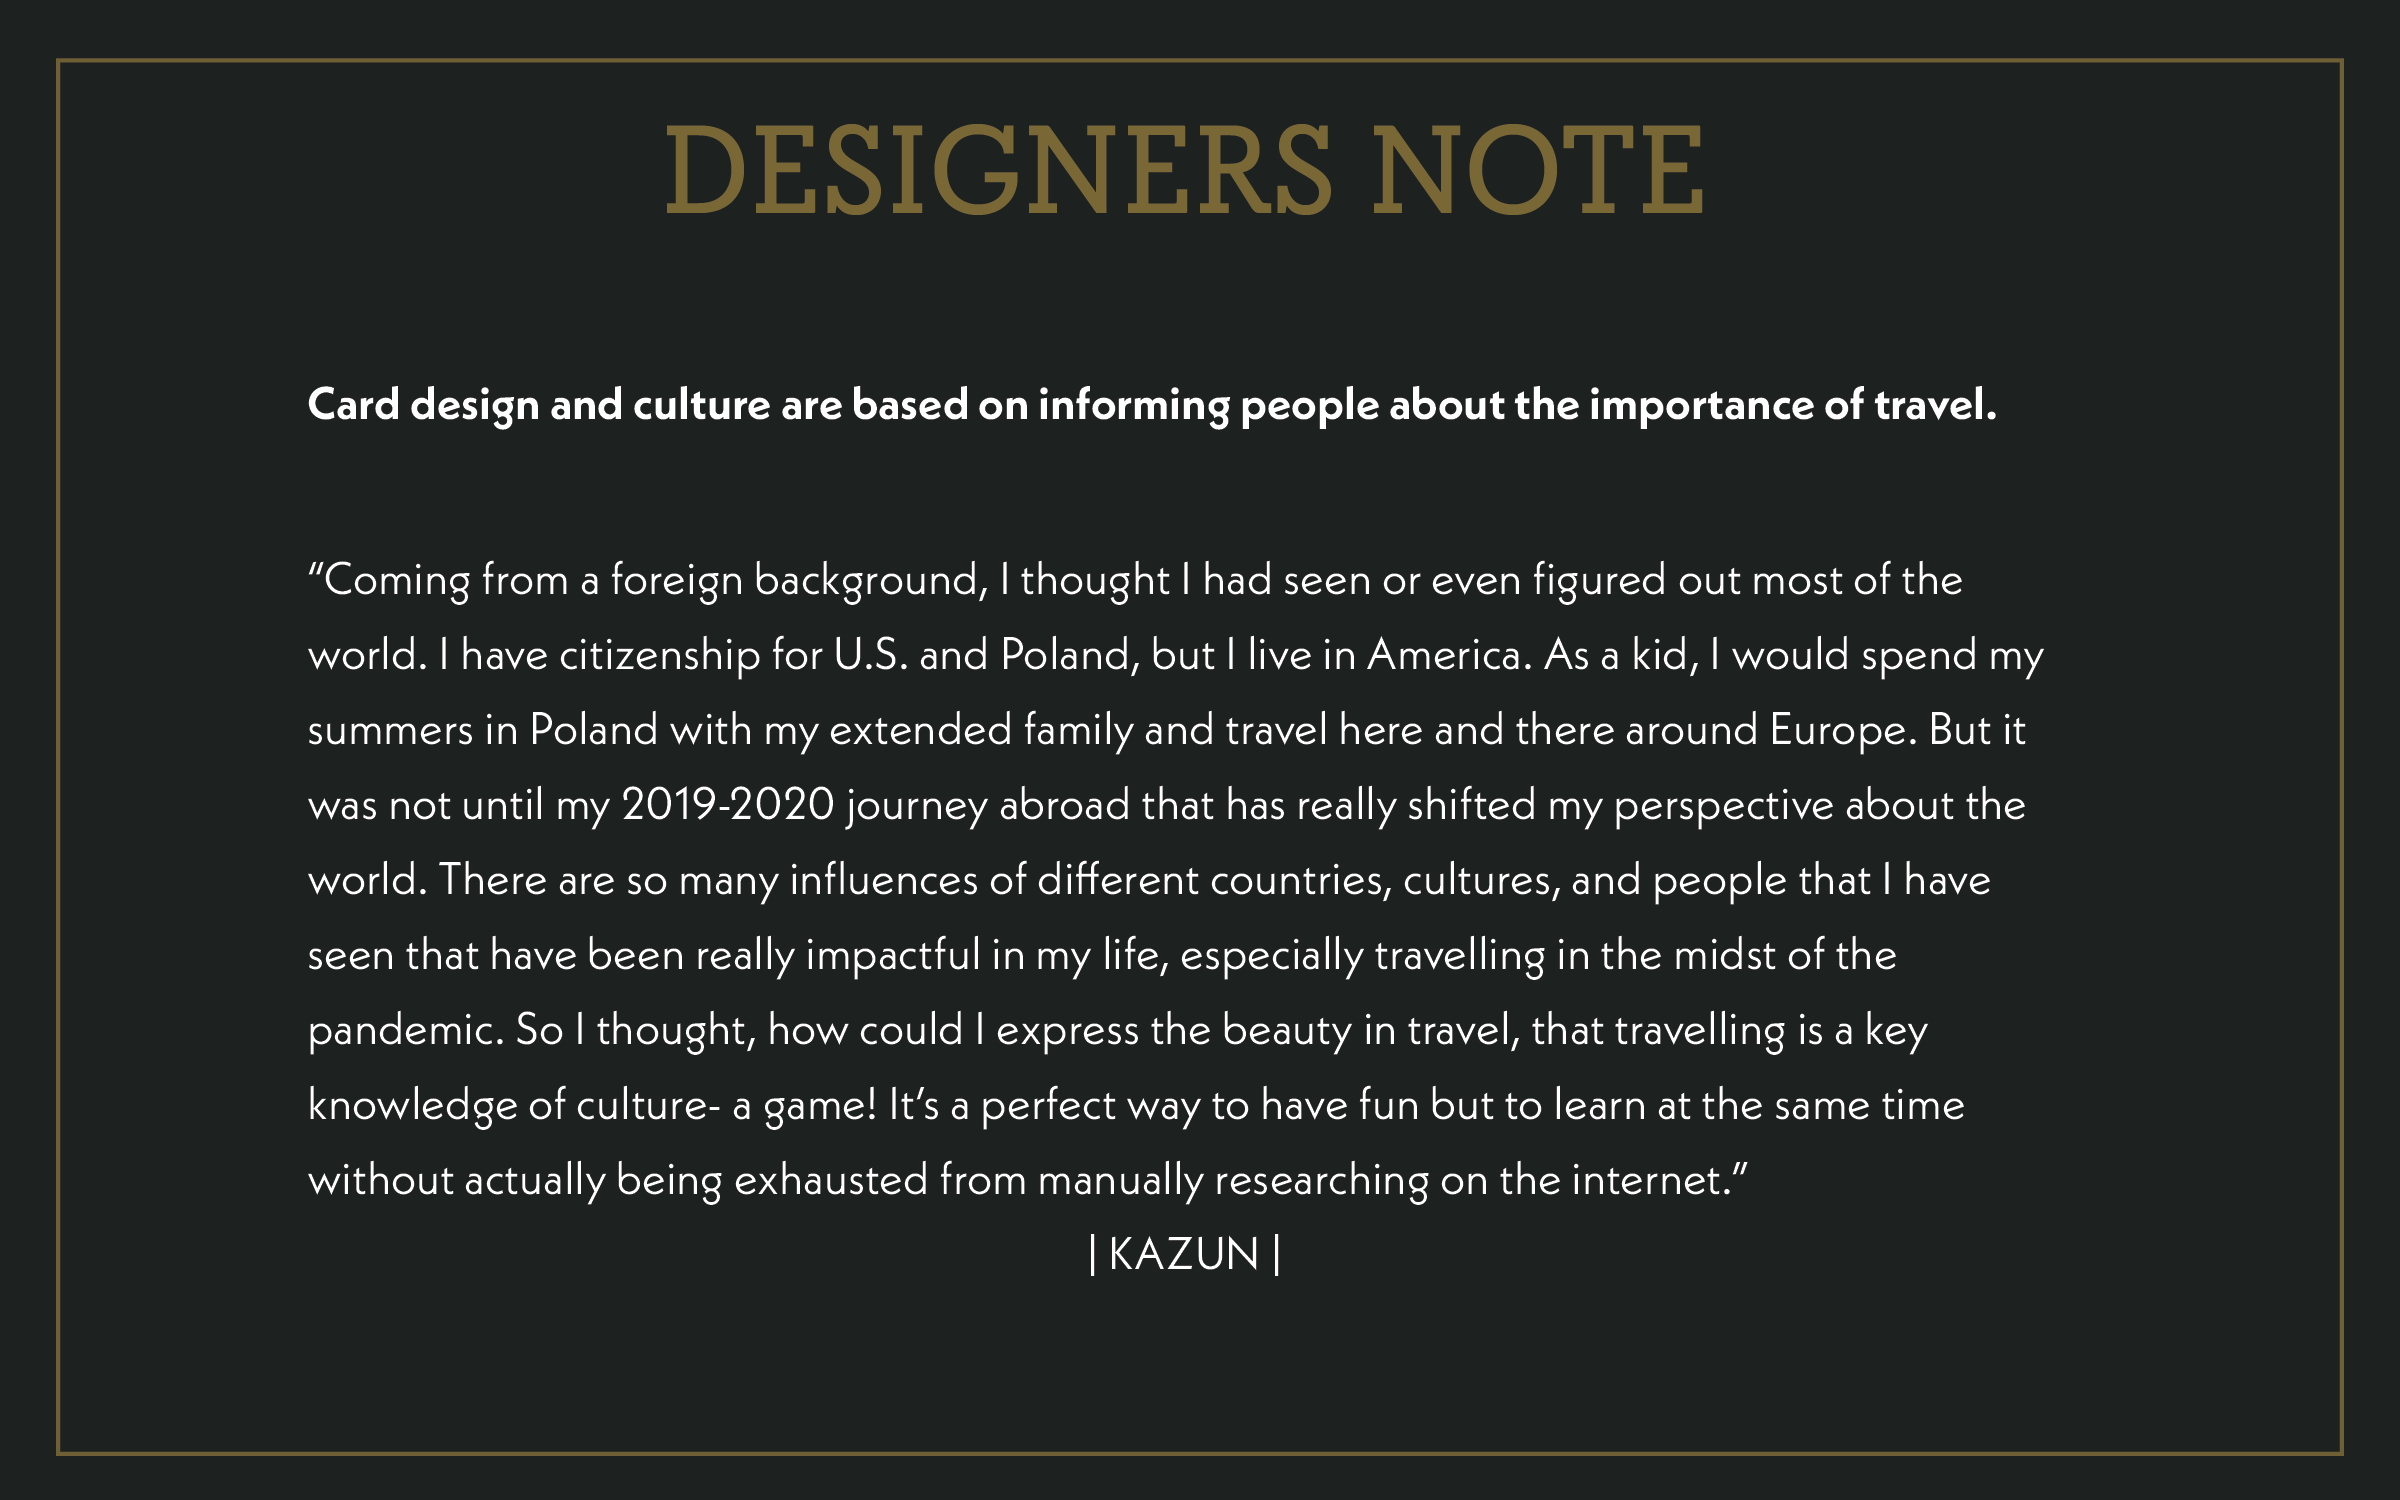 DESIGNERS NOTE
Card design and culture are based on informing people about the importance of travel.
“Coming from a foreign background, I thought I had seen or even figured out most of the
world. I have citizenship for U.S. and Poland, but I live in America. As a kid, I would spend my
summers in Poland with my extended family and travel here and there around Europe. But it
was not until my 2019-2020 journey abroad that has really shifted my perspective about the
world. There are so many influences of different countries, cultures, and people that I have
seen that have been really impactful in my life, especially travelling in the midst of the
pandemic. So I thought, how could I express the beauty in travel, that travelling is a key
knowledge of culture- a game! It’s a perfect way to have fun but to learn at the same time
without actually being exhausted from manually researching on the internet.”
| KAZUN |